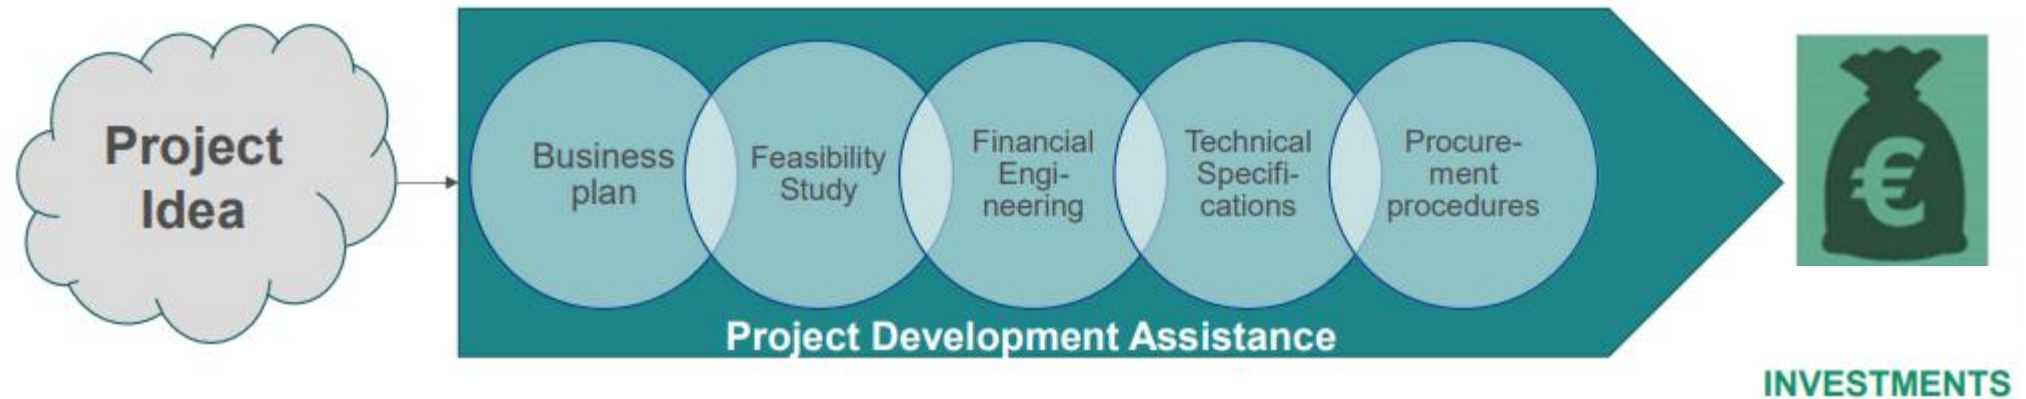 Project
Idea
Business
plan
Feasibility
Study
Financial
Engi-
neering
Technical
Specifi-
cations
Procure-
ment
procedures
Project Development Assistance
€
INVESTMENTS